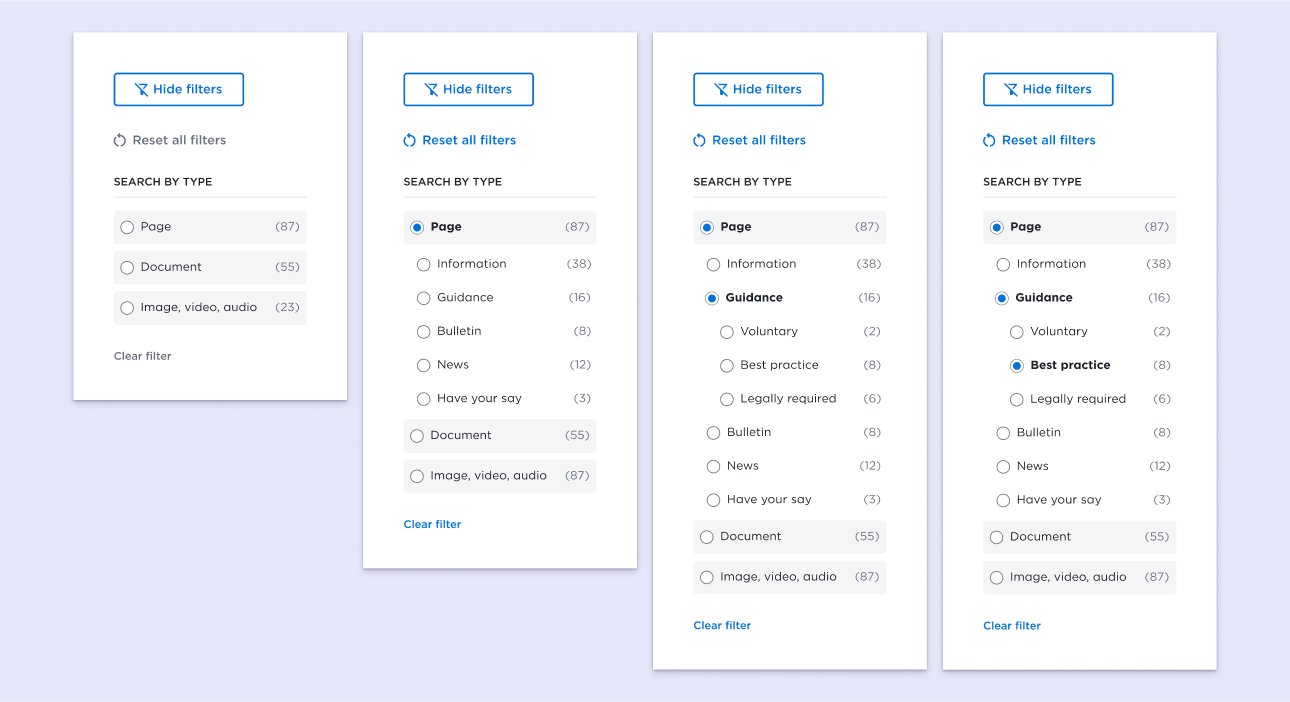 Hide filters
Reset all filters
SEARCH BY TYPE
Page (87)
Document (55)
Image, video, audio (23)
Clear filter
Hide filters
Reset all filters
SEARCH BY TYPE
Page (87)
Information (38)
Guidance (16)
Bulletin (8)
News (12)
Have your say (3)
Document (55)
Image, video, audio (87)
Clear filter
Hide filters
Reset all filters
SEARCH BY TYPE
Page (87)
Information (38)
Guidance (16)
Voluntary (2)
Best practice (8)
Legally required (6)
Bulletin (8)
News (12)
Have your say (3)
Document (55)
Image, video, audio (87)
Clear filter
Hide filters
Reset all filters
SEARCH BY TYPE
Page (87)
Information (38)
Guidance (16)
Voluntary (2)
Best practice (8)
Legally required (6)
Bulletin (8)
News (12)
Have your say (3)
Document (55)
Image, video, audio (87)
Clear filter